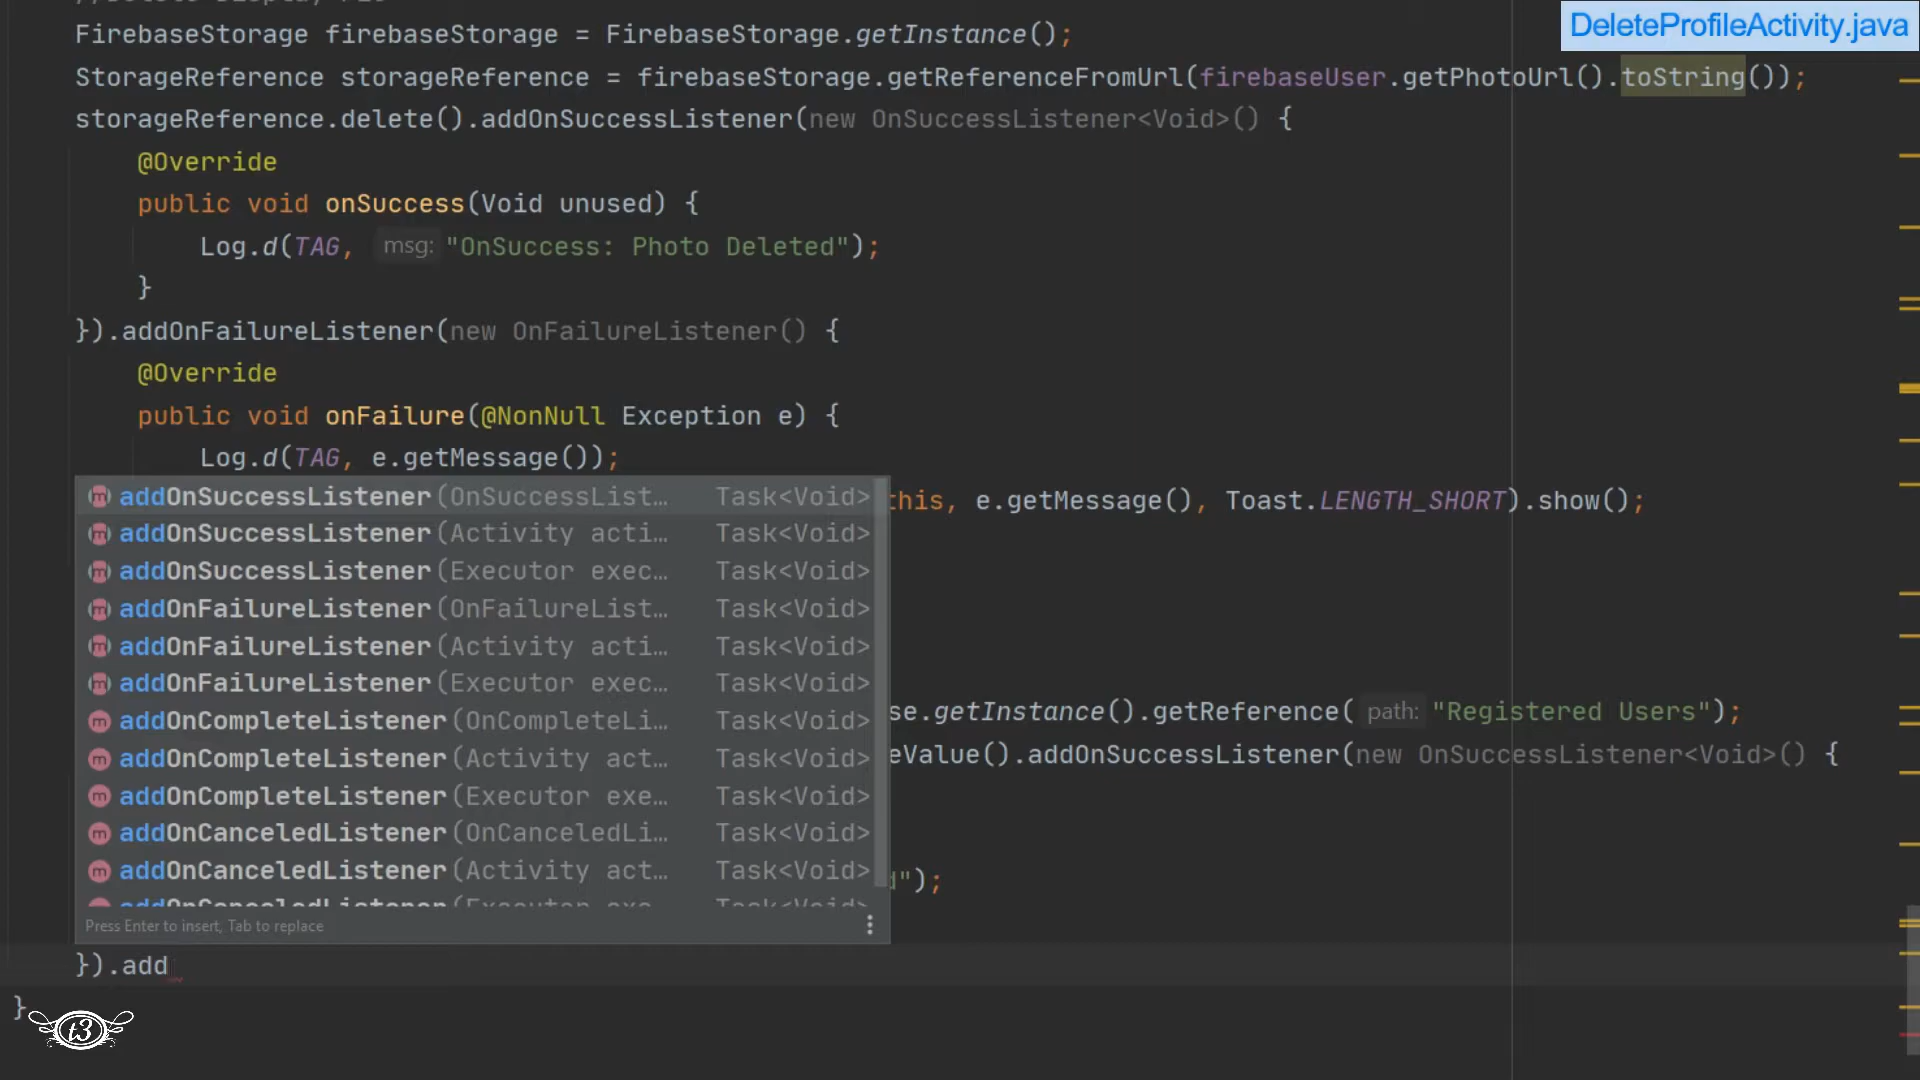 DeleteProfileActivity.java
FirebaseStorage firebaseStorage = FirebaseStorage.getInstance();
StorageReference storageReference = firebaseStorage.getReferenceFromUrl(firebaseUser.getPhotoUrl().toString());
storageReference.delete().addOnSuccessListener(new OnSuccessListener<Void>() {
@Override
public void onSuccess(Void unused) {
Log.d(TAG, msg: "OnSuccess: Photo Deleted");
}
}).addOnFailureListener(new OnFailureListener() {
@Override
public void onFailure(@NonNull Exception e) {
Log.d(TAG, e.getMessage());
this, e.getMessage(), Toast.LENGTH_SHORT).show();
addOnSuccessListener(OnSuccessList… Task<Void>
addOnSuccessListener(Activity acti… Task<Void>
addOnSuccessListener(Executor exec… Task<Void>
addOnFailureListener(OnFailureList… Task<Void>
addOnFailureListener(Activity acti… Task<Void>
addOnFailureListener(Executor exec… Task<Void>
addOnCompleteListener(OnCompleteLi… Task<Void>
addOnCompleteListener(Activity act… Task<Void>
addOnCompleteListener(Executor exe… Task<Void>
addOnCanceledListener(OnCanceledLi… Task<Void>
addOnCanceledListener(Activity act… Task<Void>
Press Enter to insert, Tab to replace
se.getInstance().getReference( path: "Registered Users");
eValue().addOnSuccessListener(new OnSuccessListener<Void>() {
d");
}).add
}
t3